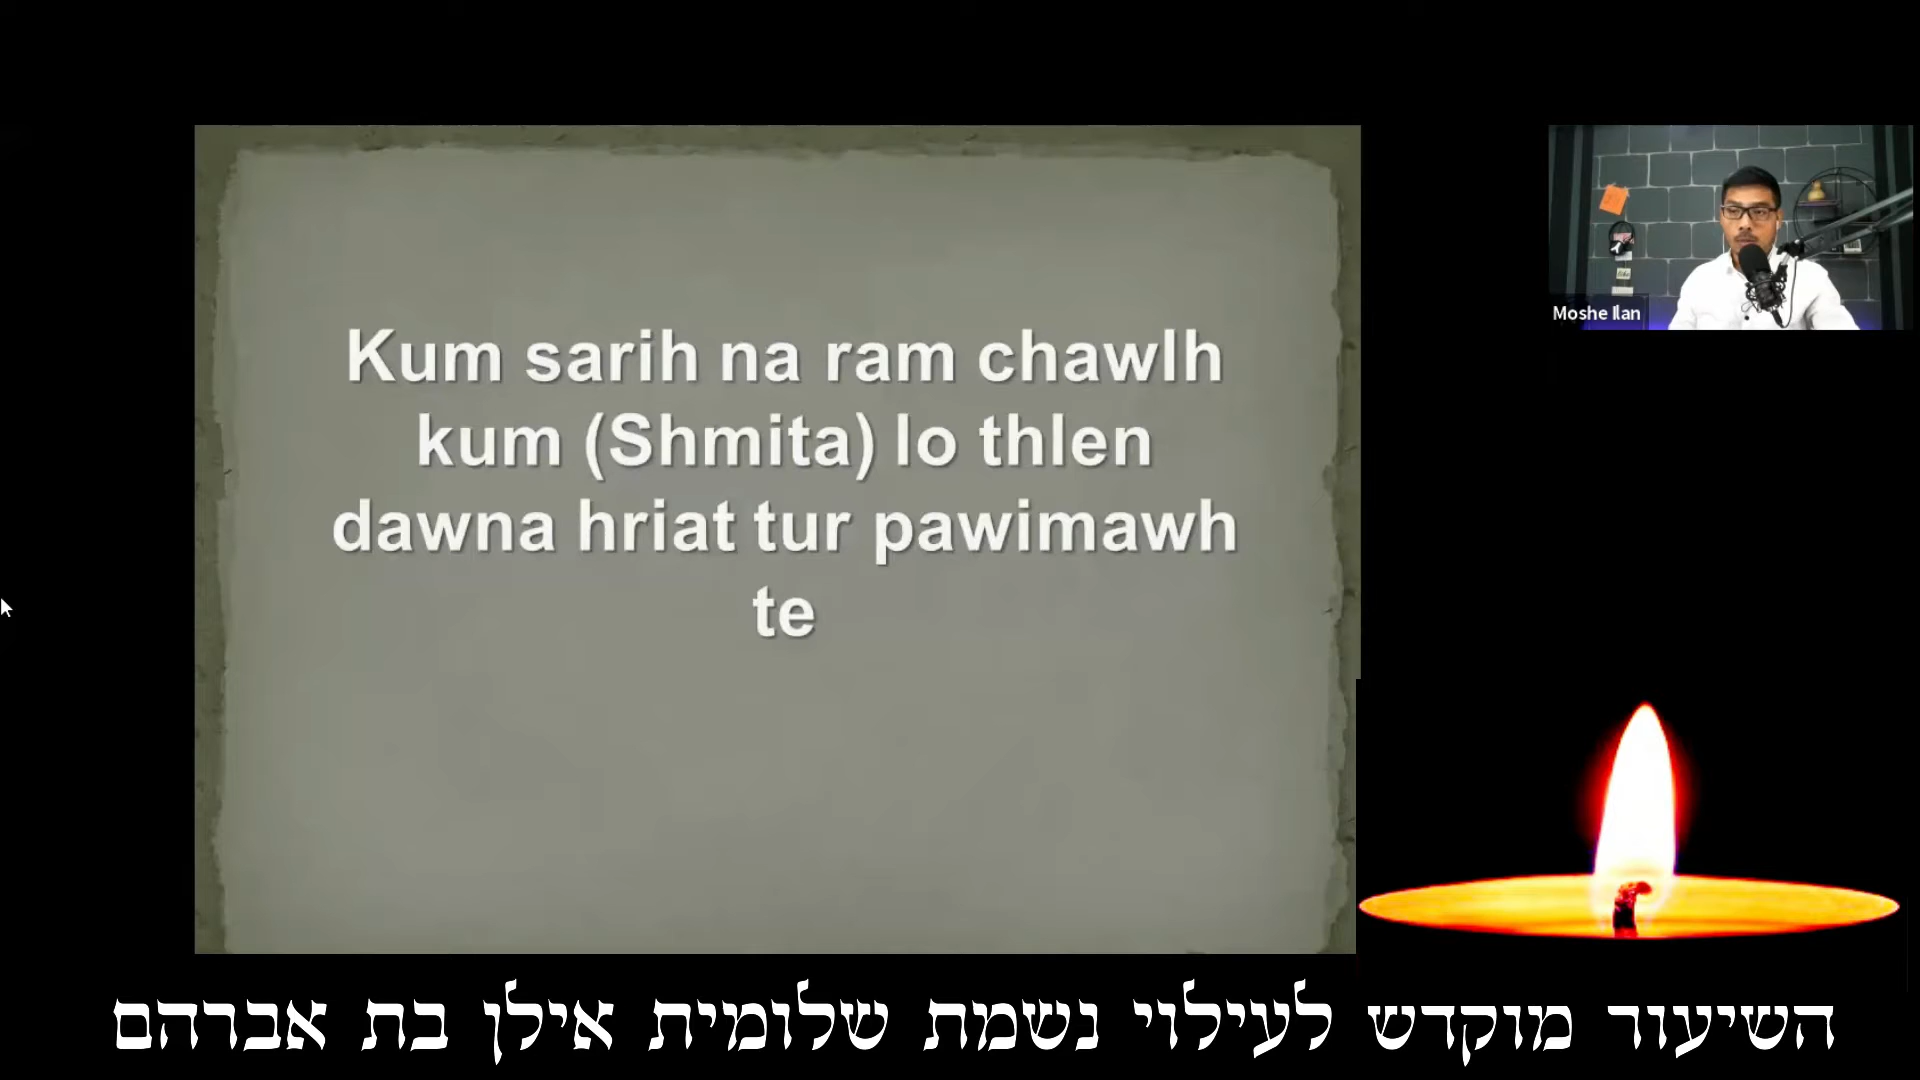 Kum sarih na ram chawlh
kum (Shmita) lo thlen
dawna hriat tur pawimawh
te
Moshe Ilan
השיעור מוקדש לעילוי נשמת שלומית אילן בת אברהם